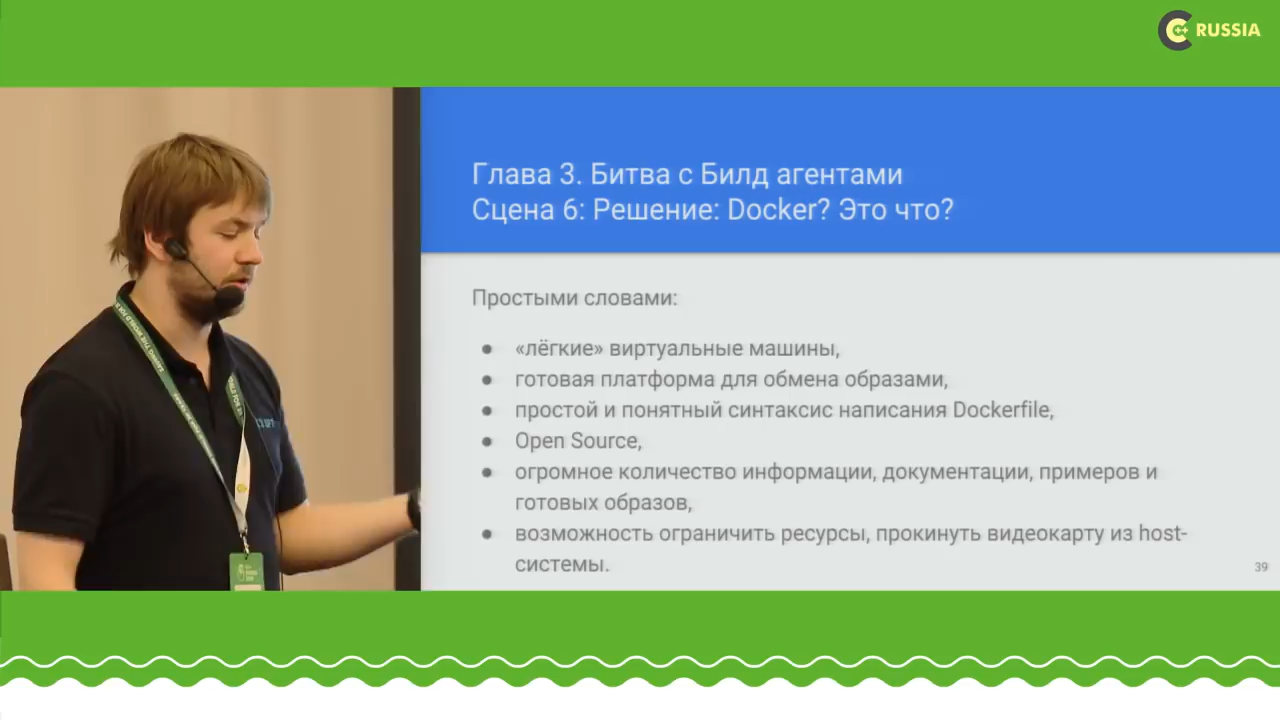 C++ RUSSIA
Глава 3. Битва с Билд агентами
Сцена 6: Решение: Docker? Это что?
Простыми словами:
● «лёгкие» виртуальные машины,
● готовая платформа для обмена образами,
● простой и понятный синтаксис написания Dockerfile,
● Open Source,
● огромное количество информации, документации, примеров и
готовых образов,
● возможность ограничить ресурсы, прокинуть видеокарту из host-
системы.
39